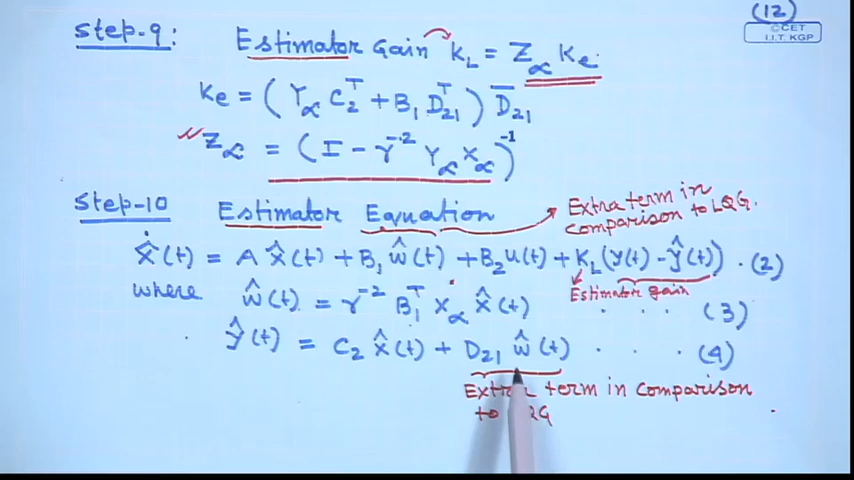 (12)
©CET
I.I.T. KGP
Step-9: Estimator Gain K_L = Z_∞ K_e.
K_e = (Y_∞ C_2^T + B_1 D_21^T) D̄_21
Z_∞ = (I - γ^-2 Y_∞ X_∞)^-1
Step-10 Estimator Equation
Extra term in
comparison to LQG.
ẋ̂(t) = A x̂(t) + B_1 ŵ(t) + B_2 u(t) + K_L (y(t) - ŷ(t)) . (2)
Estimator gain
where ŵ(t) = γ^-2 B_1^T X_∞ x̂(t) . . . (3)
ŷ(t) = C_2 x̂(t) + D_21 ŵ(t) . . . (4)
Extra term in comparison
to